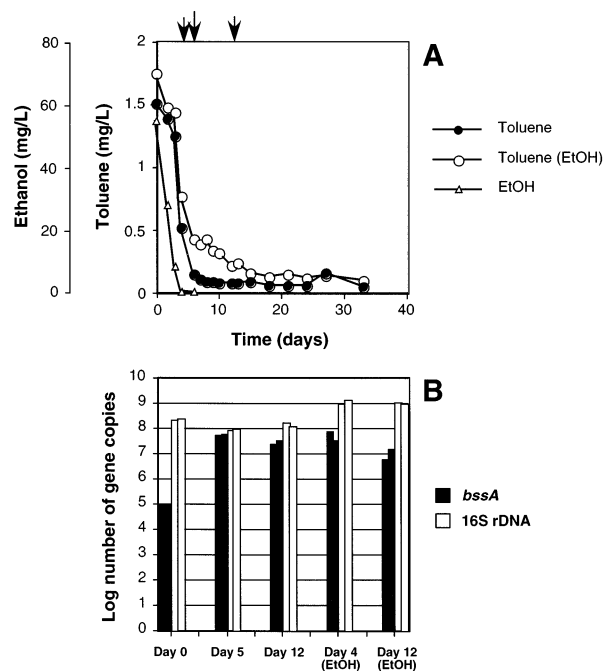 A
Ethanol (mg/L)
80
60
40
20
0
Toluene (mg/L)
2
1.5
1
0.5
0
0 10 20 30 40
Time (days)
Toluene
Toluene (EtOH)
EtOH
B
Log number of gene copies
10
9
8
7
6
5
4
3
2
1
0
Day 0 Day 5 Day 12 Day 4 (EtOH) Day 12 (EtOH)
bssA
16S rDNA